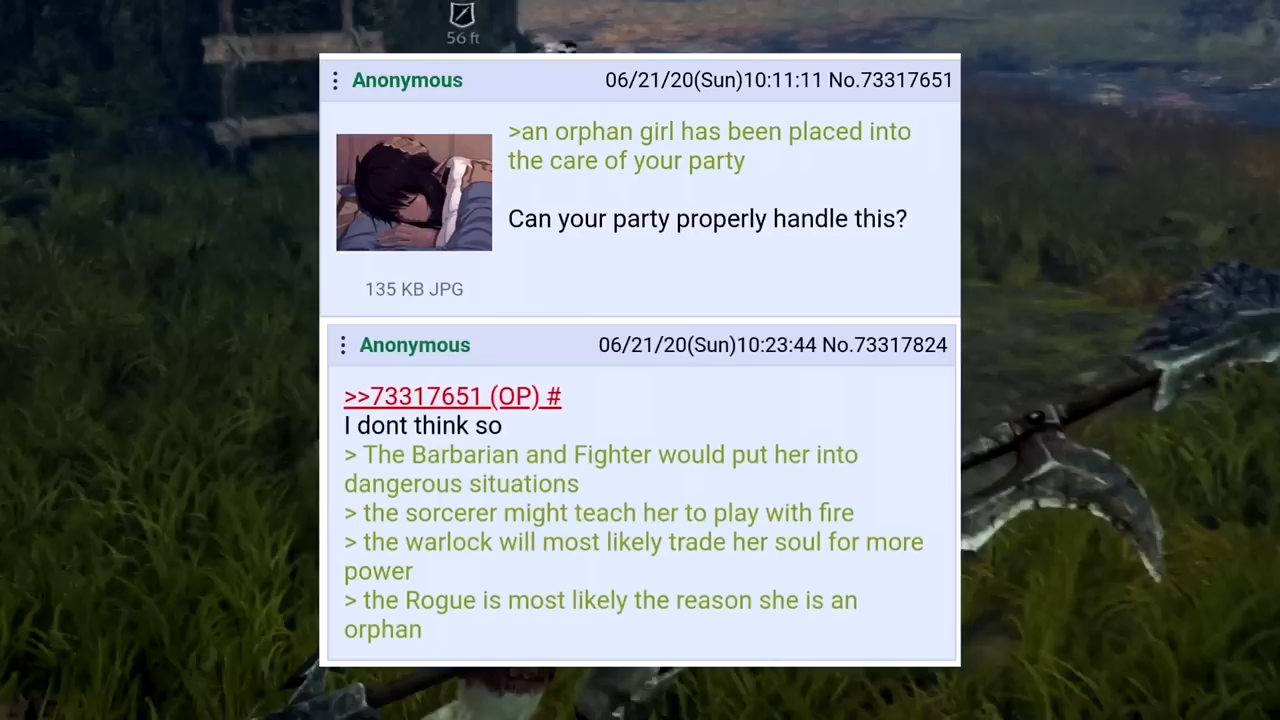 56 ft
Anonymous 06/21/20(Sun)10:11:11 No.73317651
>an orphan girl has been placed into
the care of your party
Can your party properly handle this?
135 KB JPG
Anonymous 06/21/20(Sun)10:23:44 No.73317824
>>73317651 (OP) #
I dont think so
> The Barbarian and Fighter would put her into
dangerous situations
> the sorcerer might teach her to play with fire
> the warlock will most likely trade her soul for more
power
> the Rogue is most likely the reason she is an
orphan